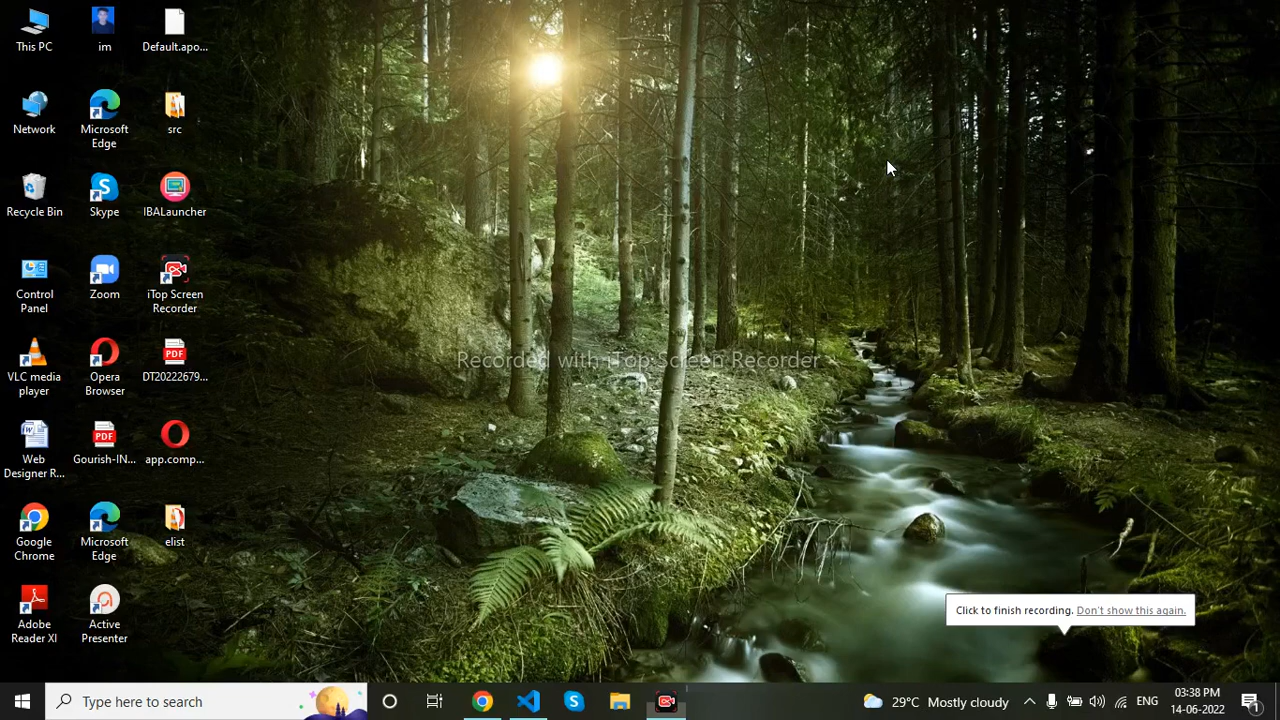 This PC
im
Default.apo...
Network
Microsoft
Edge
src
Recycle Bin
Skype
IBALauncher
Control
Panel
Zoom
iTop Screen
Recorder
VLC media
player
Opera
Browser
PDF
DT20222679...
Recorded with iTop Screen Recorder
Web
Designer R...
PDF
Gourish-IN...
app.comp...
Google
Chrome
Microsoft
Edge
elist
Adobe
Reader XI
Active
Presenter
Click to finish recording. Don't show this again.
Type here to search
29°C Mostly cloudy
ENG
03:38 PM
14-06-2022
1